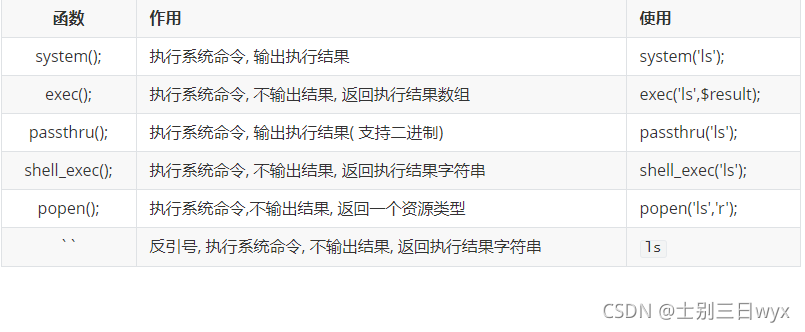 函数 作用 使用
system(); 执行系统命令, 输出执行结果 system('ls');
exec(); 执行系统命令, 不输出结果, 返回执行结果数组 exec('ls',$result);
passthru(); 执行系统命令, 输出执行结果( 支持二进制) passthru('ls');
shell_exec(); 执行系统命令, 不输出结果, 返回执行结果字符串 shell_exec('ls');
popen(); 执行系统命令,不输出结果, 返回一个资源类型 popen('ls','r');
` ` 反引号, 执行系统命令, 不输出结果, 返回执行结果字符串 ls
CSDN @士别三日wyx